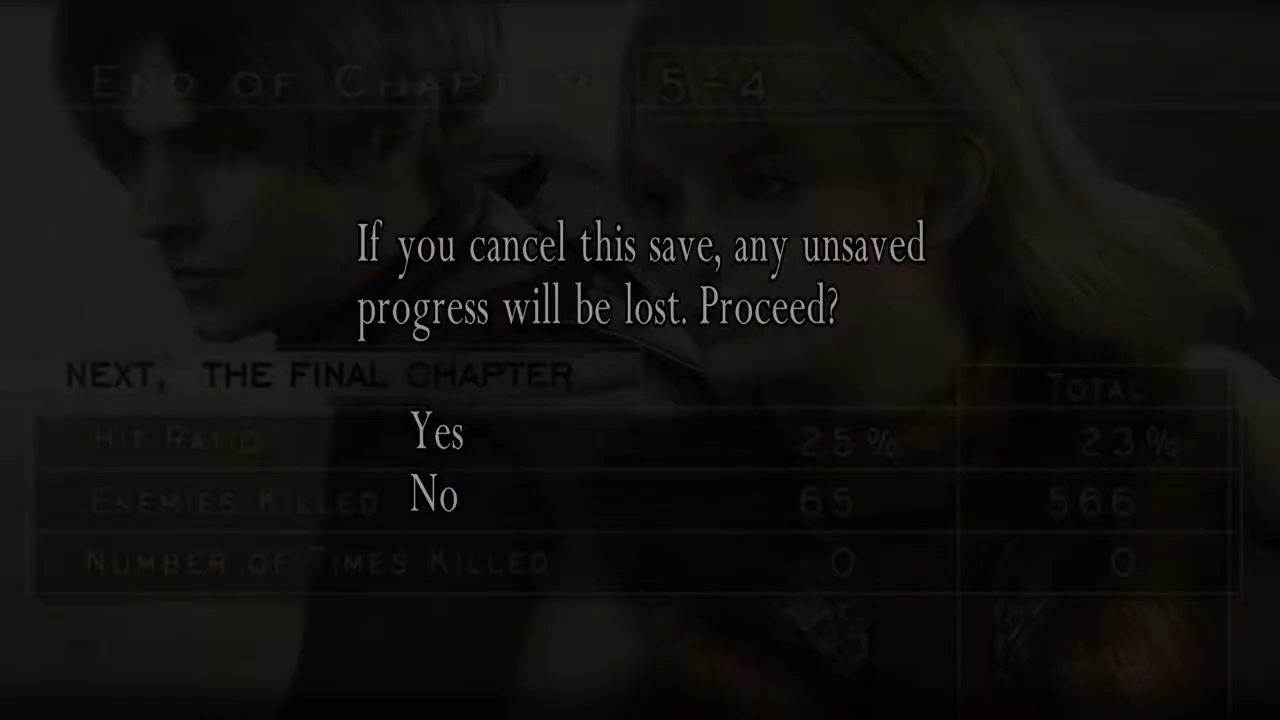 END OF CHAPT 5-4
If you cancel this save, any unsaved
progress will be lost. Proceed?
NEXT, THE FINAL CHAPTER
TOTAL
Yes
HIT RATIO 25% 23%
No
ENEMIES KILLED 65 566
NUMBER OF TIMES KILLED 0 0